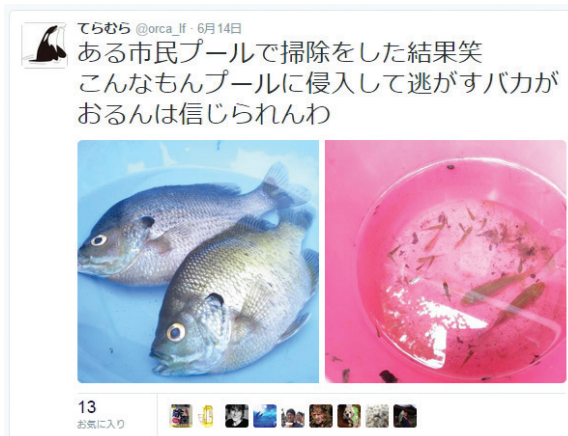 てらむら @orca_lf · 6月14日
ある市民プールで掃除をした結果笑
こんなもんプールに侵入して逃がすバカが
おるんは信じられんわ
13
お気に入り